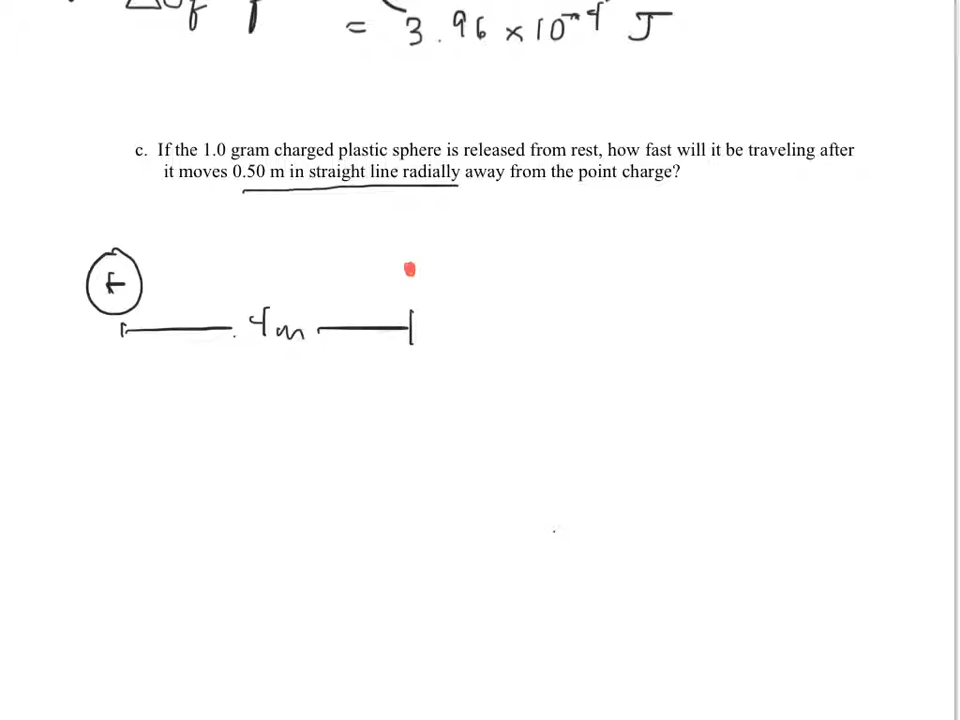 = 3.96 x 10⁻⁴ J
c. If the 1.0 gram charged plastic sphere is released from rest, how fast will it be traveling after
it moves 0.50 m in straight line radially away from the point charge?
+
.4m